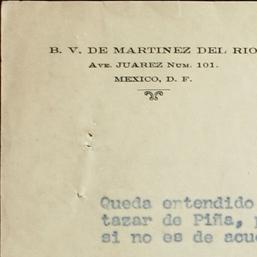 B. V. DE MARTINEZ DEL RIO
AVE. JUAREZ NUM. 101.
MEXICO, D. F.
Queda entendido
tazar de Piña, p
si no es de acue